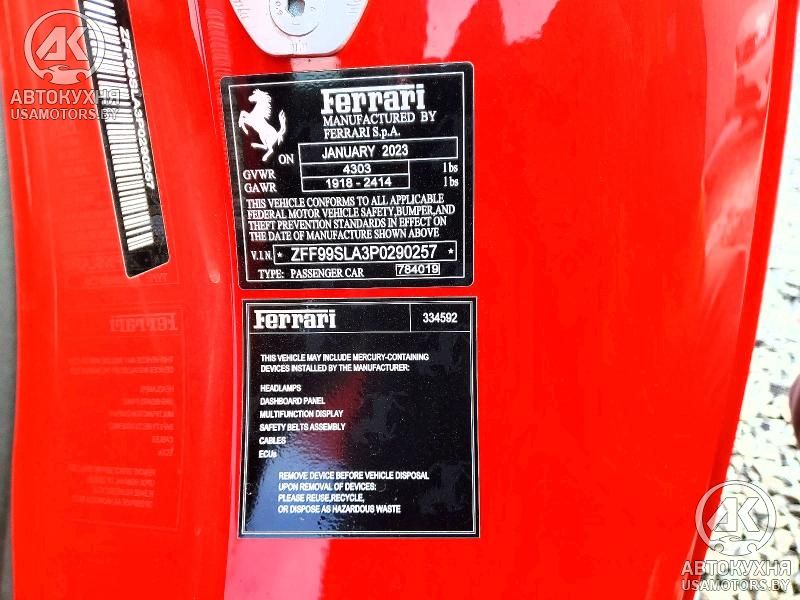 AK
АВТОКУХНЯ
USAMOTORS.BY
ZFF99SLA3P0290257
Ferrari
MANUFACTURED BY
FERRARI S.p.A.
ON JANUARY 2023
GVWR 4303 lbs
GAWR 1918 - 2414 lbs
THIS VEHICLE CONFORMS TO ALL APPLICABLE
FEDERAL MOTOR VEHICLE SAFETY,BUMPER,AND
THEFT PREVENTION STANDARDS IN EFFECT ON
THE DATE OF MANUFACTURE SHOWN ABOVE
V.I.N. * ZFF99SLA3P0290257 *
TYPE: PASSENGER CAR 784019
Ferrari 334592
THIS VEHICLE MAY INCLUDE MERCURY-CONTAINING
DEVICES INSTALLED BY THE MANUFACTURER:
HEADLAMPS
DASHBOARD PANEL
MULTIFUNCTION DISPLAY
SAFETY BELTS ASSEMBLY
CABLES
ECUs
REMOVE DEVICE BEFORE VEHICLE DISPOSAL
UPON REMOVAL OF DEVICES:
PLEASE REUSE,RECYCLE,
OR DISPOSE AS HAZARDOUS WASTE
AK
АВТОКУХНЯ
USAMOTORS.BY